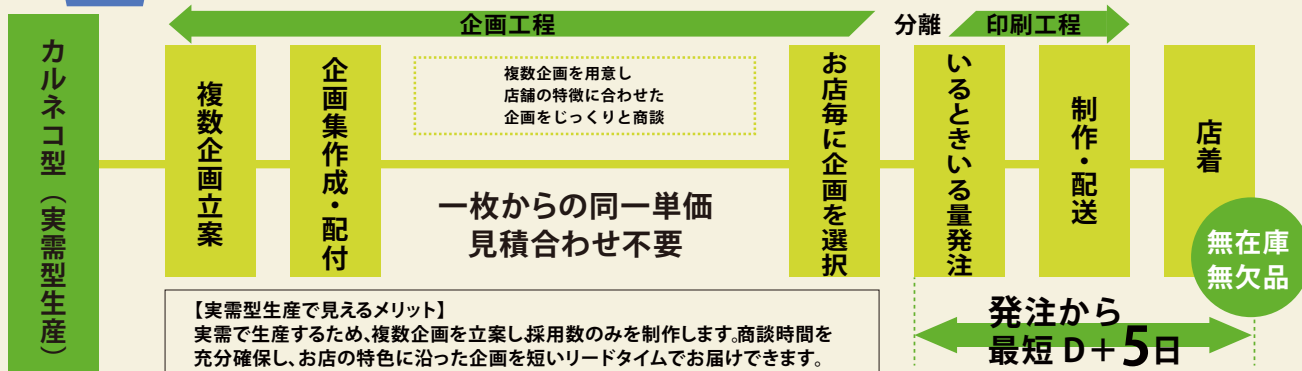 企画工程
分離
印刷工程
カルネコ型（実需型生産）
複数企画立案
企画集作成・配付
複数企画を用意し
店舗の特徴に合わせた
企画をじっくりと商談
一枚からの同一単価
見積合わせ不要
お店毎に企画を選択
いるときいる量発注
制作・配送
店着
無在庫
無欠品
【実需型生産で見えるメリット】
実需で生産するため、複数企画を立案し、採用数のみを制作します。商談時間を
充分確保し、お店の特色に沿った企画を短いリードタイムでお届けできます。
発注から
最短 D＋5日